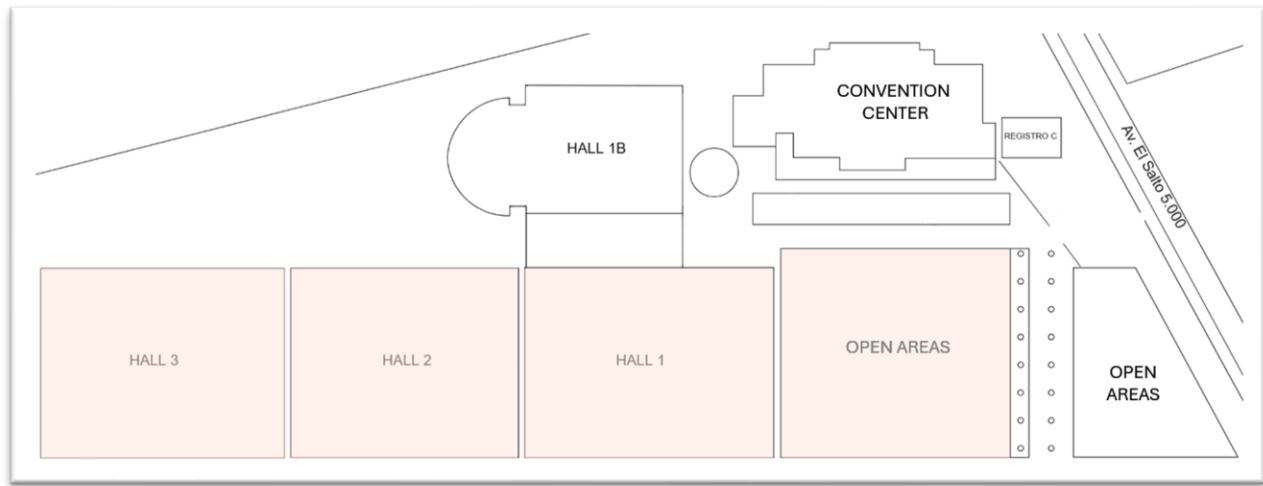 CONVENTION
CENTER
REGISTRO C
HALL 1B
Av. El Salto 5.000
HALL 3
HALL 2
HALL 1
OPEN AREAS
OPEN
AREAS